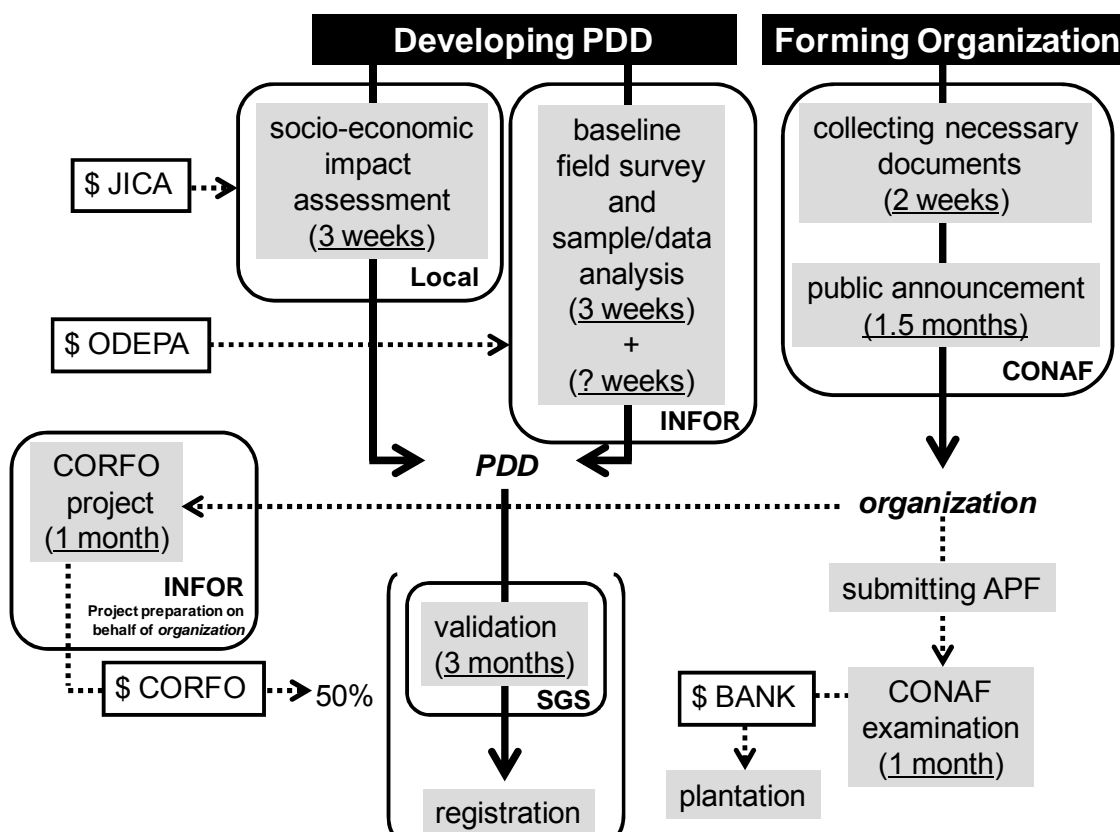 Developing PDD
Forming Organization
socio-economic
impact
assessment
(3 weeks)
Local
$ JICA
baseline
field survey
and
sample/data
analysis
(3 weeks)
+
(? weeks)
INFOR
$ ODEPA
collecting necessary
documents
(2 weeks)
public announcement
(1.5 months)
CONAF
PDD
organization
CORFO
project
(1 month)
INFOR
Project preparation on
behalf of organization
$ CORFO
50%
validation
(3 months)
SGS
registration
submitting APF
CONAF
examination
(1 month)
$ BANK
plantation